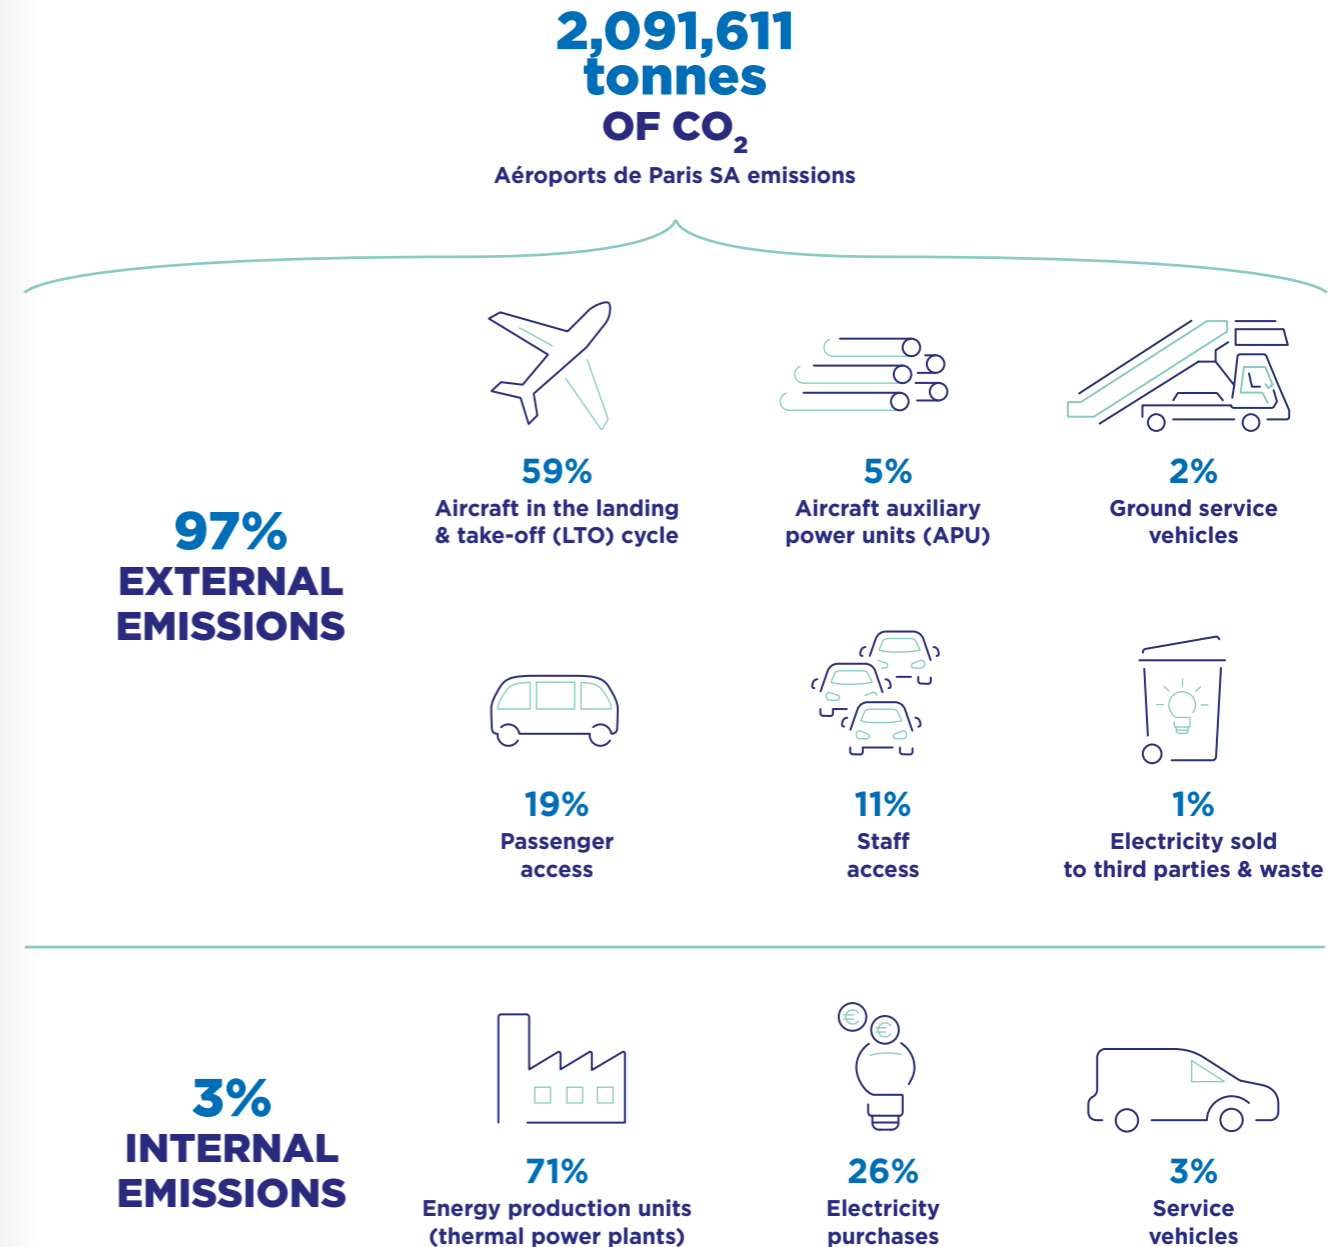 2,091,611
tonnes
OF CO₂
Aéroports de Paris SA emissions
97%
EXTERNAL
EMISSIONS
59%
Aircraft in the landing
& take-off (LTO) cycle
5%
Aircraft auxiliary
power units (APU)
2%
Ground service
vehicles
19%
Passenger
access
11%
Staff
access
1%
Electricity sold
to third parties & waste
3%
INTERNAL
EMISSIONS
71%
Energy production units
(thermal power plants)
€
€
26%
Electricity
purchases
3%
Service
vehicles